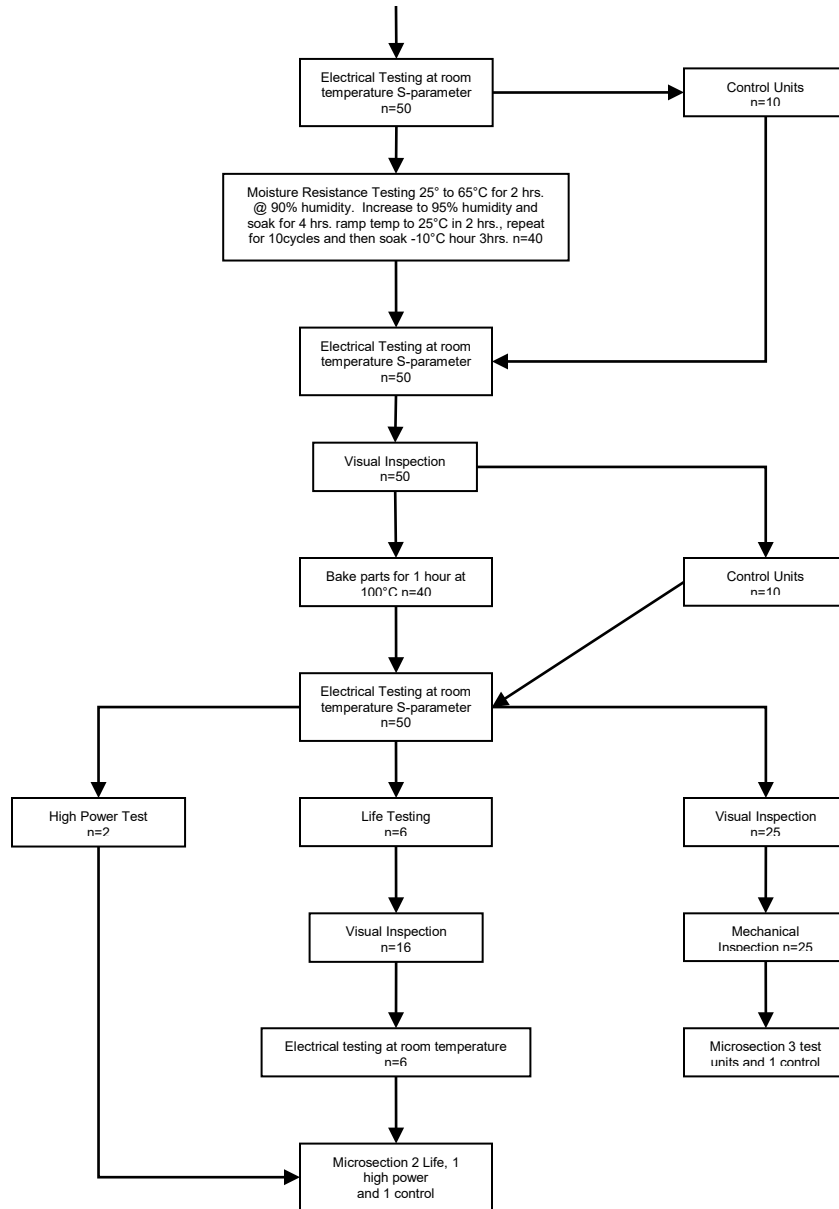 Electrical Testing at room
temperature S-parameter
n=50
Control Units
n=10
Moisture Resistance Testing 25° to 65°C for 2 hrs.
@ 90% humidity. Increase to 95% humidity and
soak for 4 hrs. ramp temp to 25°C in 2 hrs., repeat
for 10cycles and then soak -10°C hour 3hrs. n=40
Electrical Testing at room
temperature S-parameter
n=50
Visual Inspection
n=50
Bake parts for 1 hour at
100°C n=40
Control Units
n=10
Electrical Testing at room
temperature S-parameter
n=50
High Power Test
n=2
Life Testing
n=6
Visual Inspection
n=25
Visual Inspection
n=16
Mechanical
Inspection n=25
Electrical testing at room temperature
n=6
Microsection 3 test
units and 1 control
Microsection 2 Life, 1
high power
and 1 control